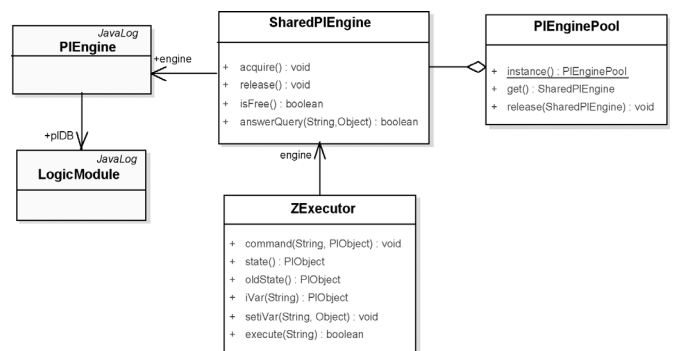 JavaLog
PlEngine
+engine
+plDB
JavaLog
LogicModule
SharedPlEngine
+ acquire() : void
+ release() : void
+ isFree() : boolean
+ answerQuery(String,Object) : boolean
PlEnginePool
+ instance() : PlEnginePool
+ get() : SharedPlEngine
+ release(SharedPlEngine) : void
engine
ZExecutor
+ command(String, PlObject) : void
+ state() : PlObject
+ oldState() : PlObject
+ iVar(String) : PlObject
+ setiVar(String, Object) : void
+ execute(String) : boolean